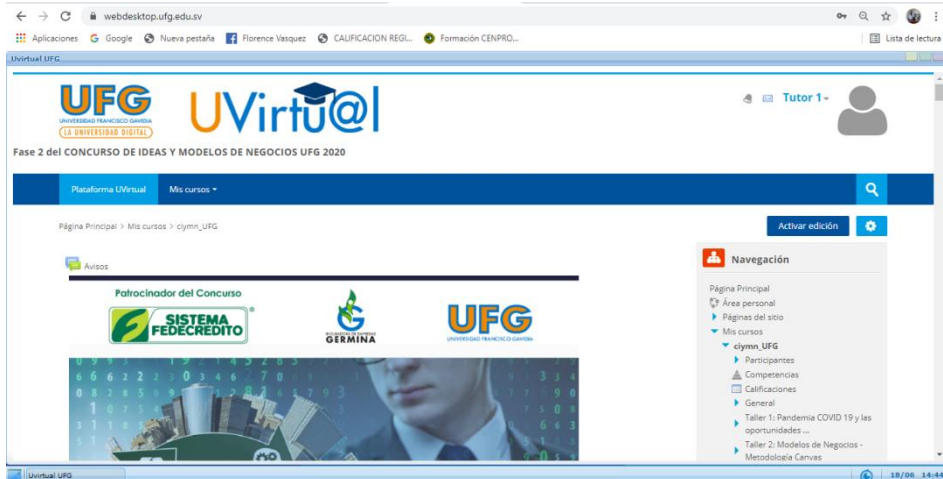 webdesktop.ufg.edu.sv
Aplicaciones Google Nueva pestaña Florence Vasquez CALIFICACION REGI... Formación CENPRO... Lista de lectura
Uvirtual UFG
UFG
UNIVERSIDAD FRANCISCO GAVIDIA
(LA UNIVERSIDAD DIGITAL)
UVirtu@l
Tutor 1
Fase 2 del CONCURSO DE IDEAS Y MODELOS DE NEGOCIOS UFG 2020
Plataforma UVirtual Mis cursos
Página Principal > Mis cursos > ciymn_UFG
Activar edición
Avisos
Patrocinador del Concurso
SISTEMA
FEDECRÉDITO
GERMINA
UFG
UNIVERSIDAD FRANCISCO GAVIDIA
Navegación
Página Principal
Área personal
Páginas del sitio
Mis cursos
ciymn_UFG
Participantes
Competencias
Calificaciones
General
Taller 1: Pandemia COVID 19 y las
oportunidades ...
Taller 2: Modelos de Negocios -
Metodología Canvas
Uvirtual UFG
18/06 14:44